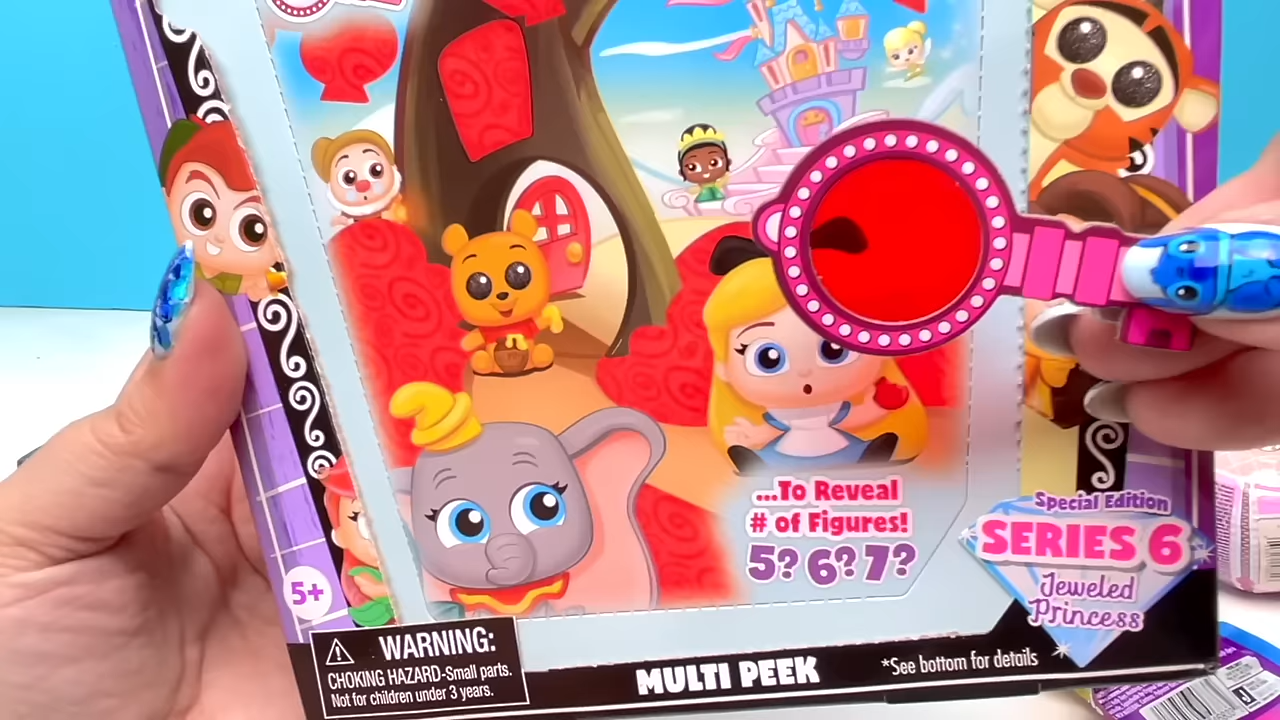 ...To Reveal
# of Figures!
5? 6? 7?
Special Edition
SERIES 6
Jeweled
Princess
5+
WARNING:
CHOKING HAZARD-Small parts.
Not for children under 3 years.
MULTI PEEK
*See bottom for details